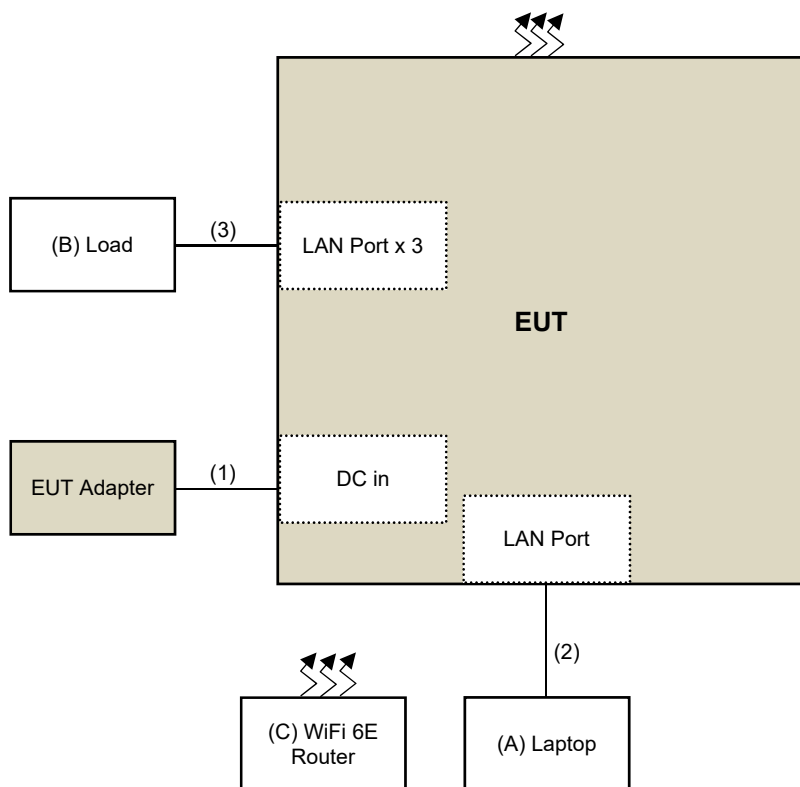 (B) Load
(3)
LAN Port x 3
EUT
EUT Adapter
(1)
DC in
LAN Port
(2)
(C) WiFi 6E
Router
(A) Laptop